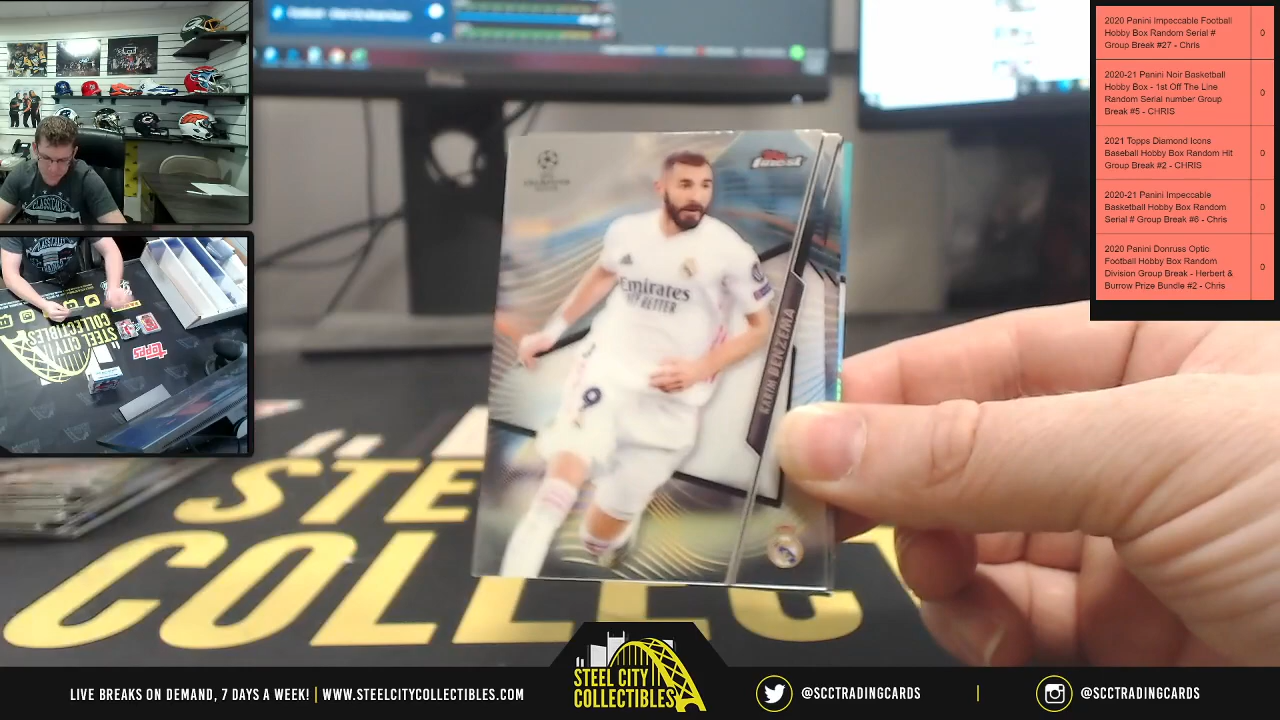 2020 Panini Impeccable Football
Hobby Box Random Serial #
Group Break #27 - Chris
0
2020-21 Panini Noir Basketball
Hobby Box - 1st Off The Line
Random Serial number Group
Break #5 - CHRIS
0
2021 Topps Diamond Icons
Baseball Hobby Box Random Hit
Group Break #2 - CHRIS
0
2020-21 Panini Impeccable
Basketball Hobby Box Random
Serial # Group Break #6 - Chris
0
2020 Panini Donruss Optic
Football Hobby Box Random
Division Group Break - Herbert &
Burrow Prize Bundle #2 - Chris
0
finest
Emirates
FLY BETTER
9
KARIM BENZEMA
STEEL CITY
COLLECTIBLES
topps
STE
COLLEC
LIVE BREAKS ON DEMAND, 7 DAYS A WEEK! | WWW.STEELCITYCOLLECTIBLES.COM
STEEL CITY
COLLECTIBLES
@SCCTRADINGCARDS
|
@SCCTRADINGCARDS